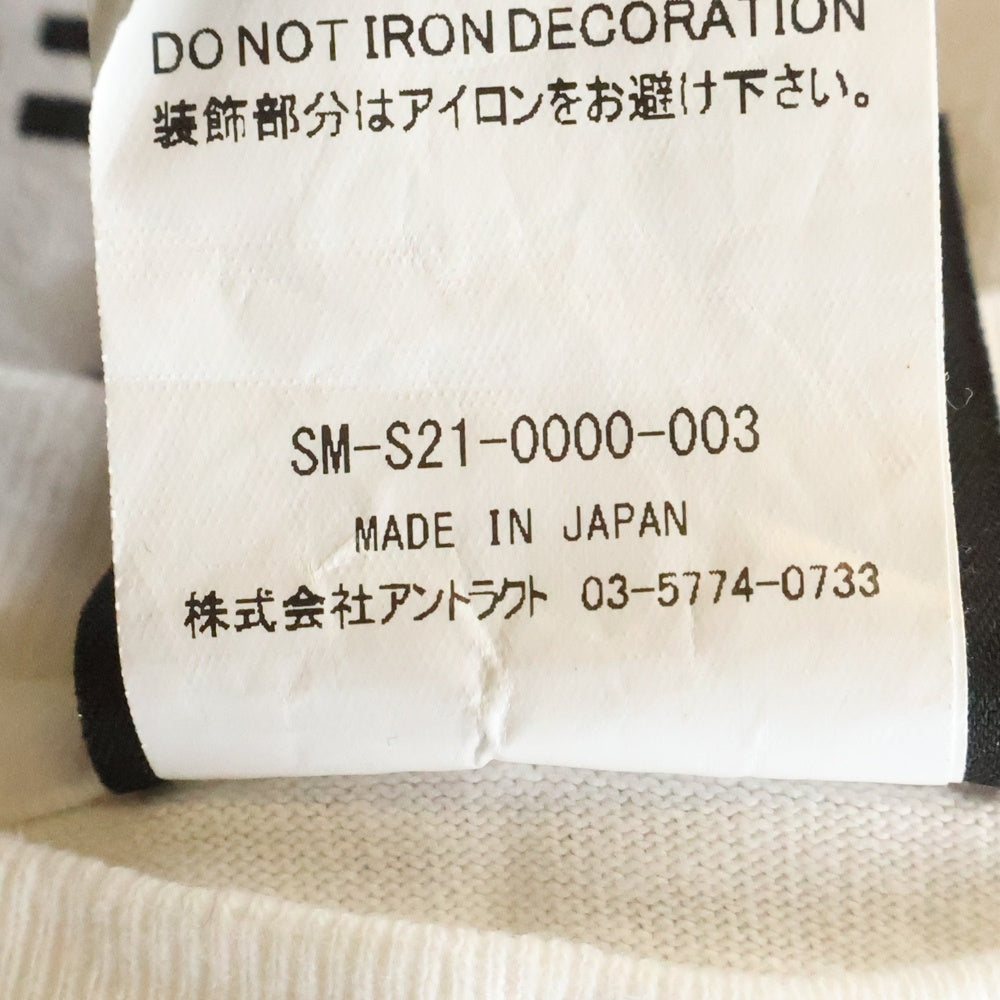 DO NOT IRON DECORATION
装飾部分はアイロンをお避け下さい。
SM-S21-0000-003
MADE IN JAPAN
株式会社アントラクト 03-5774-0733